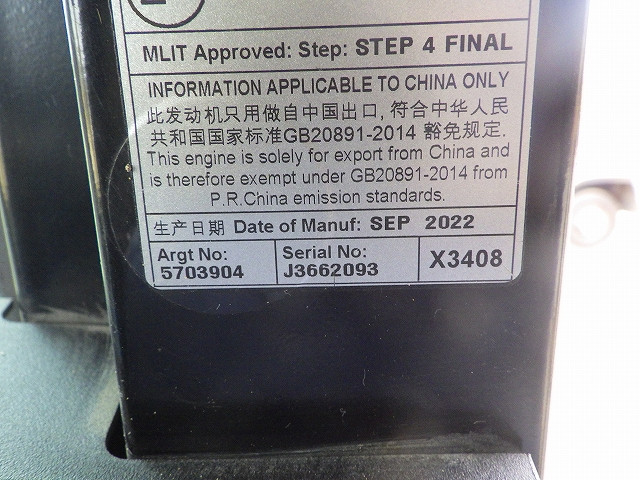 MLIT Approved: Step: STEP 4 FINAL
INFORMATION APPLICABLE TO CHINA ONLY
此发动机只用做自中国出口, 符合中华人民
共和国国家标准GB20891-2014 豁免规定.
This engine is solely for export from China and
is therefore exempt under GB20891-2014 from
P.R.China emission standards.
生产日期 Date of Manuf: SEP 2022
Argt No: Serial No:
5703904 J3662093 X3408